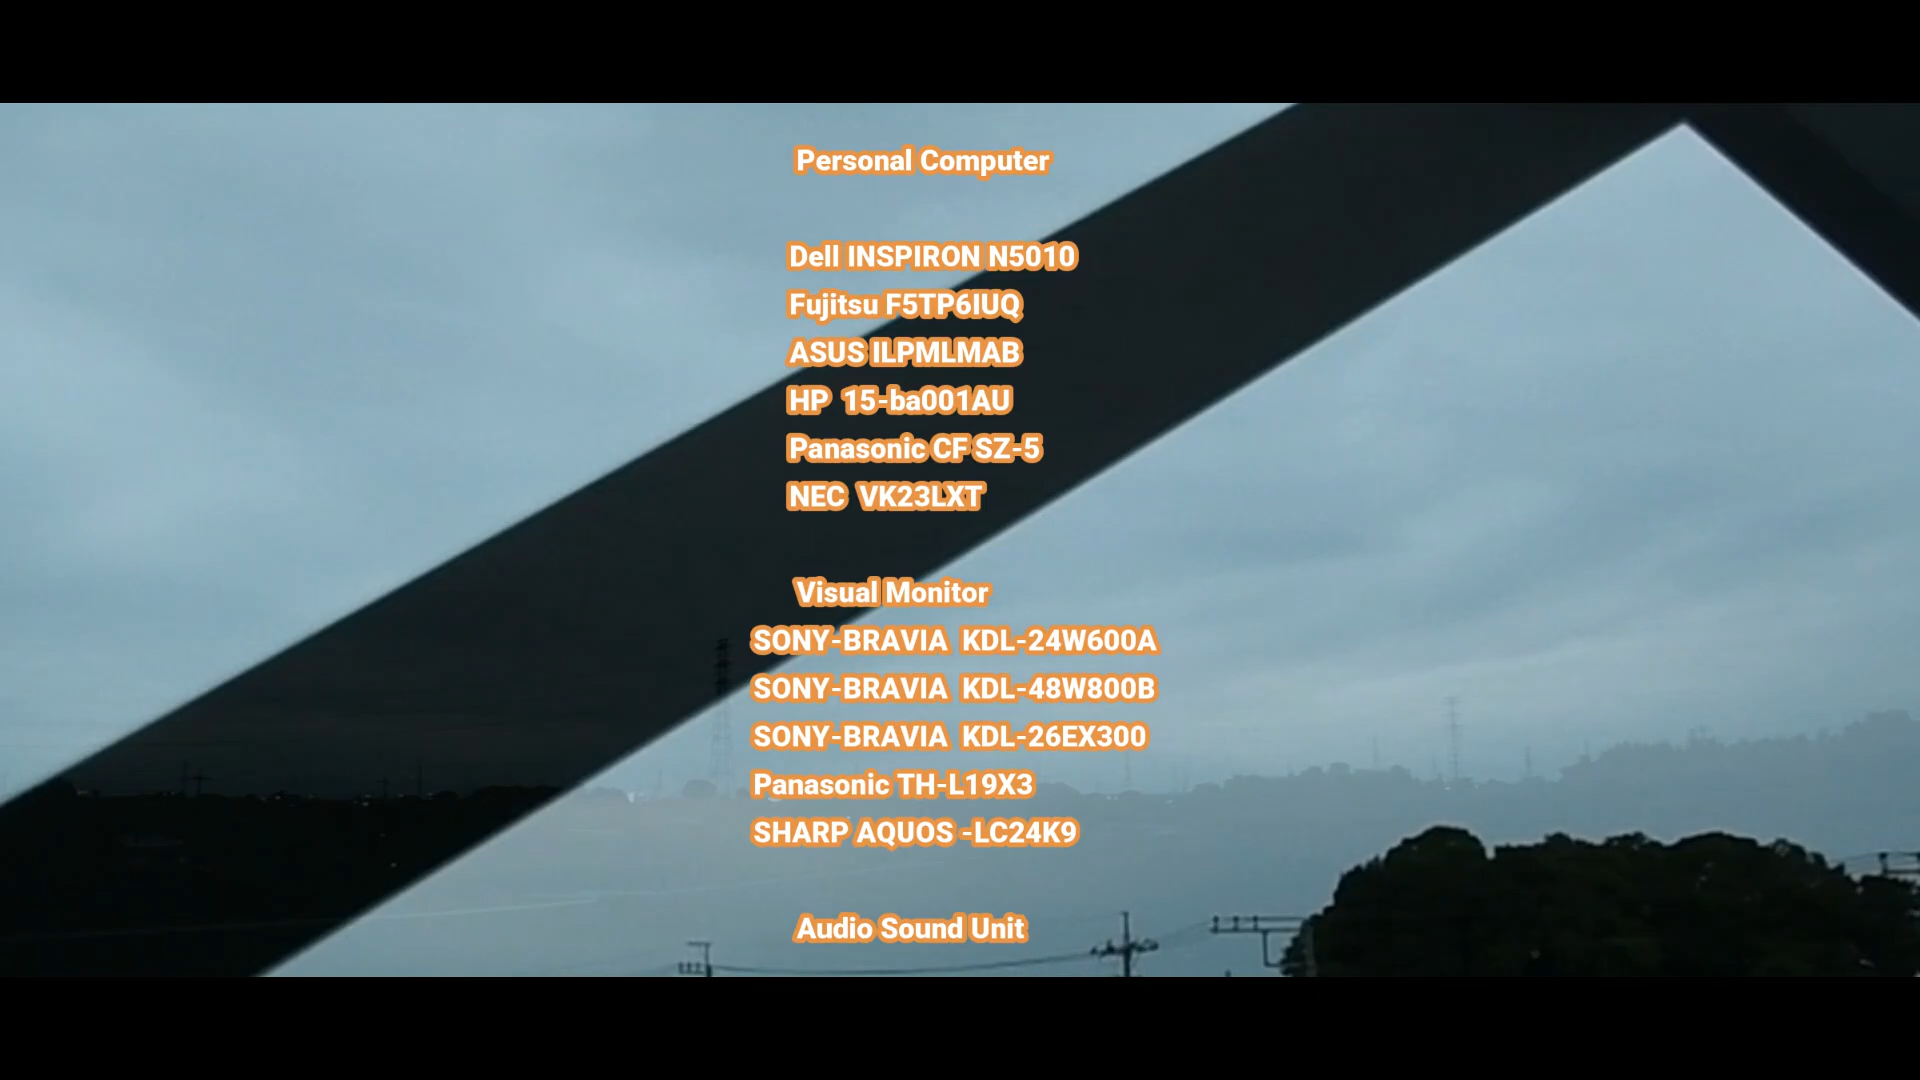 Personal Computer
Dell INSPIRON N5010
Fujitsu F5TP6IUQ
ASUS ILPMLMAB
HP 15-ba001AU
Panasonic CF SZ-5
NEC VK23LXT
Visual Monitor
SONY-BRAVIA KDL-24W600A
SONY-BRAVIA KDL-48W800B
SONY-BRAVIA KDL-26EX300
Panasonic TH-L19X3
SHARP AQUOS -LC24K9
Audio Sound Unit